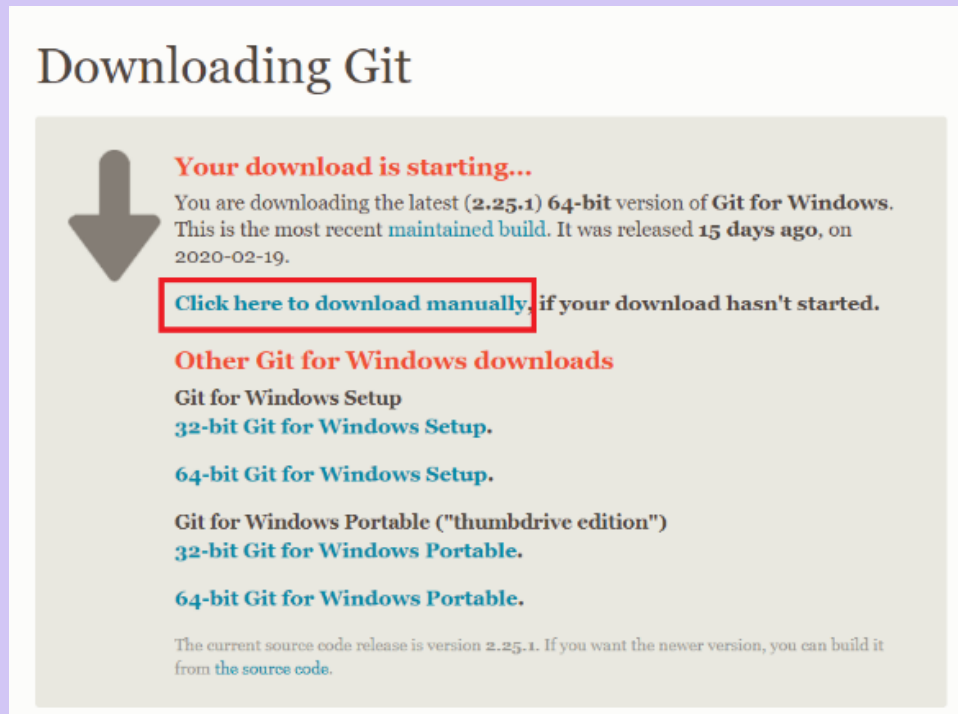 Downloading Git
Your download is starting...
You are downloading the latest (2.25.1) 64-bit version of Git for Windows.
This is the most recent maintained build. It was released 15 days ago, on
2020-02-19.
Click here to download manually, if your download hasn't started.
Other Git for Windows downloads
Git for Windows Setup
32-bit Git for Windows Setup.
64-bit Git for Windows Setup.
Git for Windows Portable ("thumbdrive edition")
32-bit Git for Windows Portable.
64-bit Git for Windows Portable.
The current source code release is version 2.25.1. If you want the newer version, you can build it
from the source code.